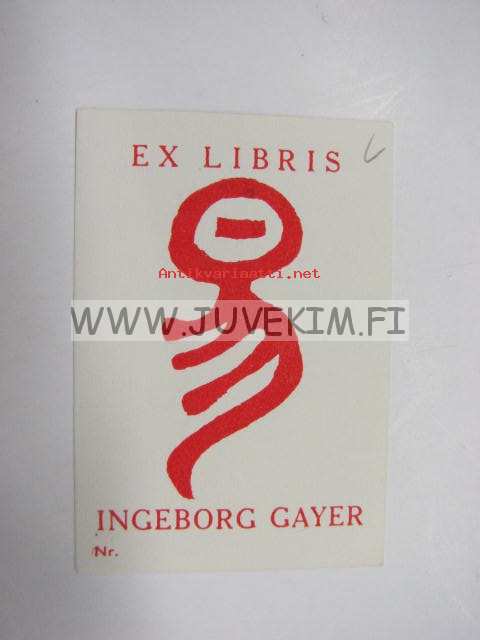 EX LIBRIS
Antikvariaatti.net
WWW.JUVEKIM.FI
INGEBORG GAYER
Nr.